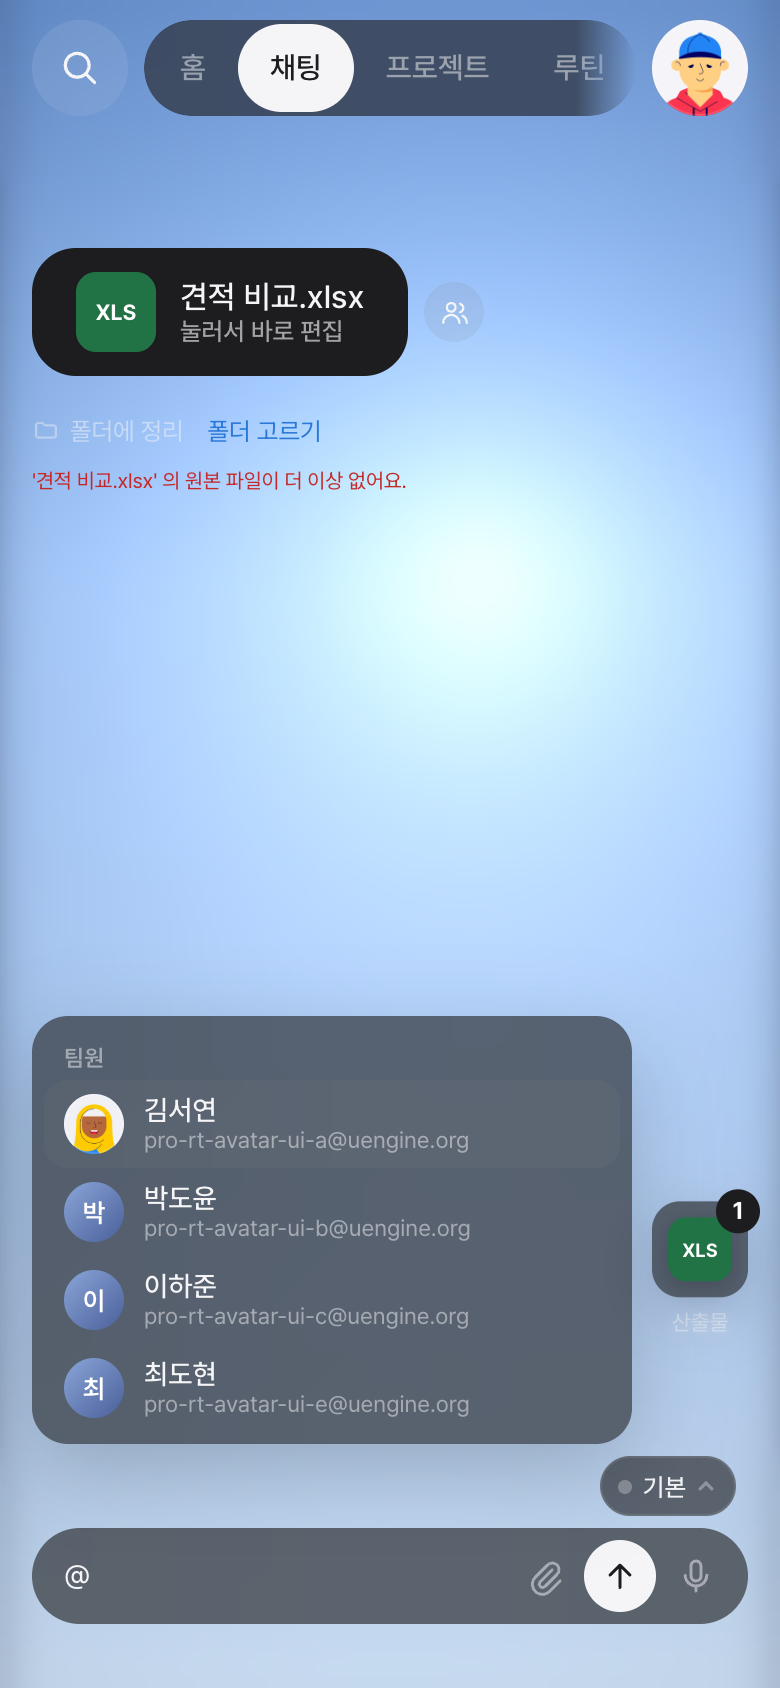 홈
채팅
프로젝트
루틴
XLS
견적 비교.xlsx
눌러서 바로 편집
폴더에 정리 폴더 고르기
'견적 비교.xlsx' 의 원본 파일이 더 이상 없어요.
팀원
김서연
pro-rt-avatar-ui-a@uengine.org
박
박도윤
pro-rt-avatar-ui-b@uengine.org
이
이하준
pro-rt-avatar-ui-c@uengine.org
최
최도현
pro-rt-avatar-ui-e@uengine.org
1
XLS
산출물
기본
@